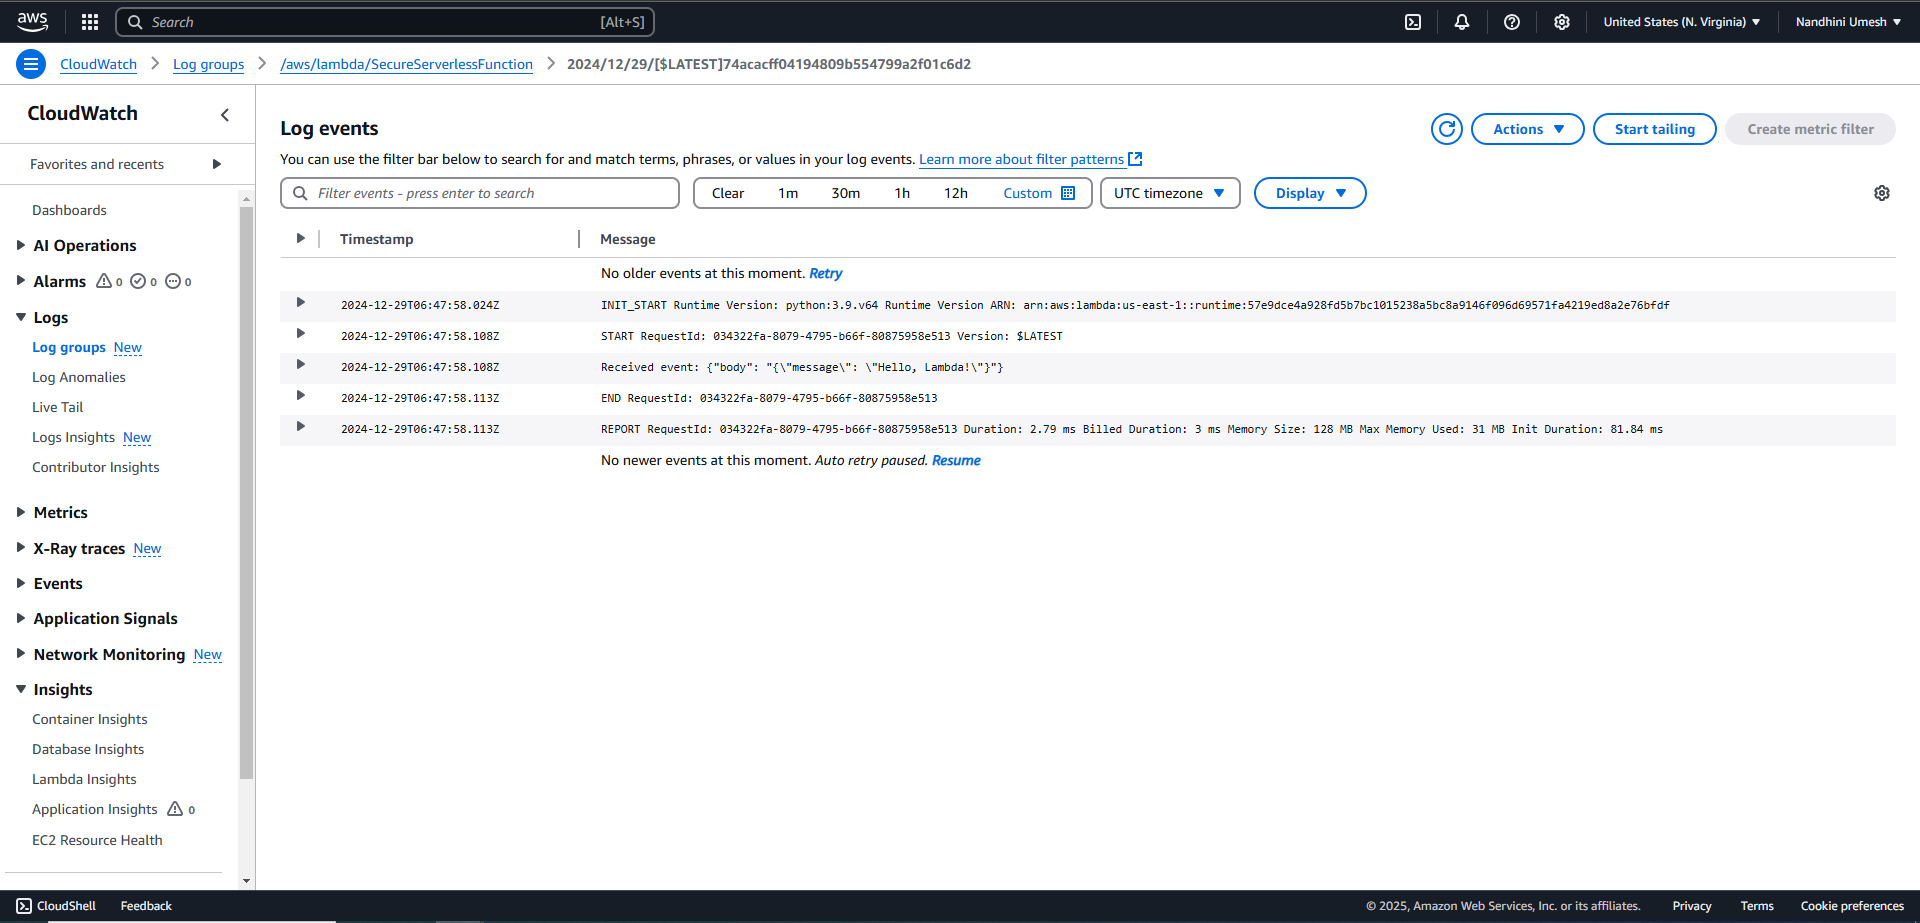 aws
Search [Alt+S]
United States (N. Virginia)
Nandhini Umesh
CloudWatch
Log groups
/aws/lambda/SecureServerlessFunction
2024/12/29/[$LATEST]74acacff04194809b554799a2f01c6d2
CloudWatch
Favorites and recents
Dashboards
AI Operations
Alarms 0 0 0
Logs
Log groups New
Log Anomalies
Live Tail
Logs Insights New
Contributor Insights
Metrics
X-Ray traces New
Events
Application Signals
Network Monitoring New
Insights
Container Insights
Database Insights
Lambda Insights
Application Insights 0
EC2 Resource Health
Log events
Actions
Start tailing
Create metric filter
You can use the filter bar below to search for and match terms, phrases, or values in your log events. Learn more about filter patterns
Filter events - press enter to search
Clear 1m 30m 1h 12h Custom
UTC timezone
Display
Timestamp Message
No older events at this moment. Retry
2024-12-29T06:47:58.024Z INIT_START Runtime Version: python:3.9.v64 Runtime Version ARN: arn:aws:lambda:us-east-1::runtime:57e9dce4a928fd5b7bc1015238a5bc8a9146f096d69571fa4219ed8a2e76bfdf
2024-12-29T06:47:58.108Z START RequestId: 034322fa-8079-4795-b66f-80875958e513 Version: $LATEST
2024-12-29T06:47:58.108Z Received event: {"body": "{\"message\": \"Hello, Lambda!\"}"}
2024-12-29T06:47:58.113Z END RequestId: 034322fa-8079-4795-b66f-80875958e513
2024-12-29T06:47:58.113Z REPORT RequestId: 034322fa-8079-4795-b66f-80875958e513 Duration: 2.79 ms Billed Duration: 3 ms Memory Size: 128 MB Max Memory Used: 31 MB Init Duration: 81.84 ms
No newer events at this moment. Auto retry paused. Resume
CloudShell Feedback
© 2025, Amazon Web Services, Inc. or its affiliates. Privacy Terms Cookie preferences